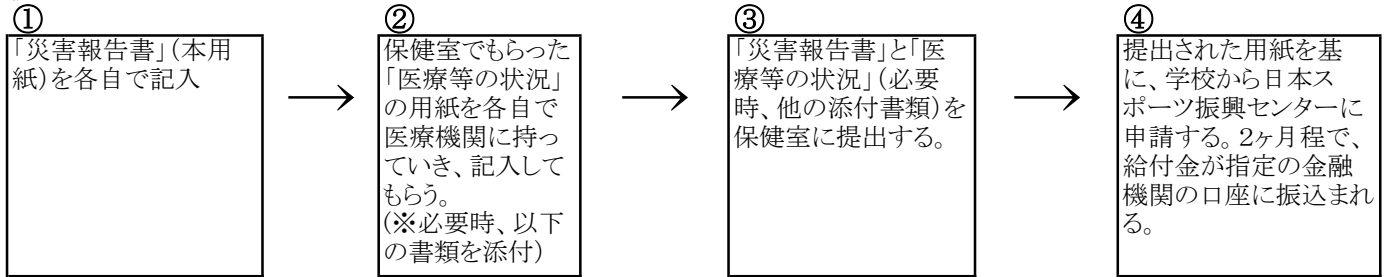 ①
「災害報告書」(本用
紙)を各自で記入
→
②
保健室でもらった
「医療等の状況」
の用紙を各自で
医療機関に持っ
ていき、記入して
もらう。
(※必要時、以下
の書類を添付)
→
③
「災害報告書」と「医
療等の状況」(必要
時、他の添付書類)を
保健室に提出する。
→
④
提出された用紙を基
に、学校から日本ス
ポーツ振興センターに
申請する。2ヶ月程で、
給付金が指定の金融
機関の口座に振込まれ
る。